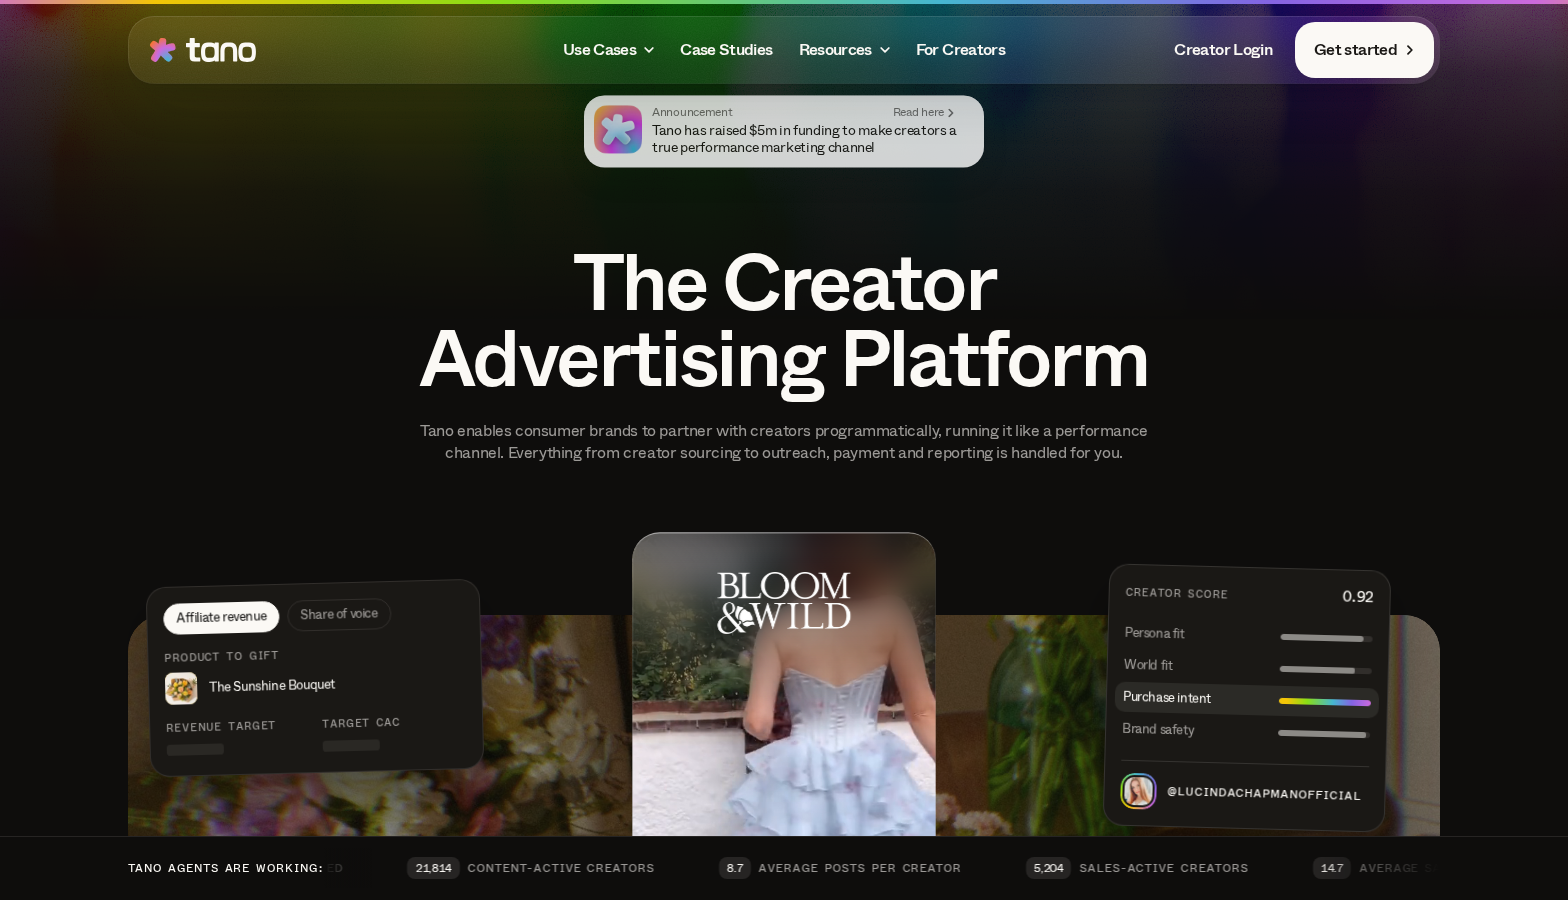 tano
Use Cases
Case Studies
Resources
For Creators
Creator Login
Get started
Announcement
Read here
Tano has raised $5m in funding to make creators a
true performance marketing channel
The Creator
Advertising Platform
Tano enables consumer brands to partner with creators programmatically, running it like a performance
channel. Everything from creator sourcing to outreach, payment and reporting is handled for you.
Affiliate revenue
Share of voice
PRODUCT TO GIFT
The Sunshine Bouquet
REVENUE TARGET
TARGET CAC
BLOOM
&WILD
CREATOR SCORE
0.92
Persona fit
World fit
Purchase intent
Brand safety
@LUCINDACHAPMANOFFICIAL
TANO AGENTS ARE WORKING:
21,814 CONTENT-ACTIVE CREATORS
8.7 AVERAGE POSTS PER CREATOR
5,204 SALES-ACTIVE CREATORS
14.7 AVERAGE